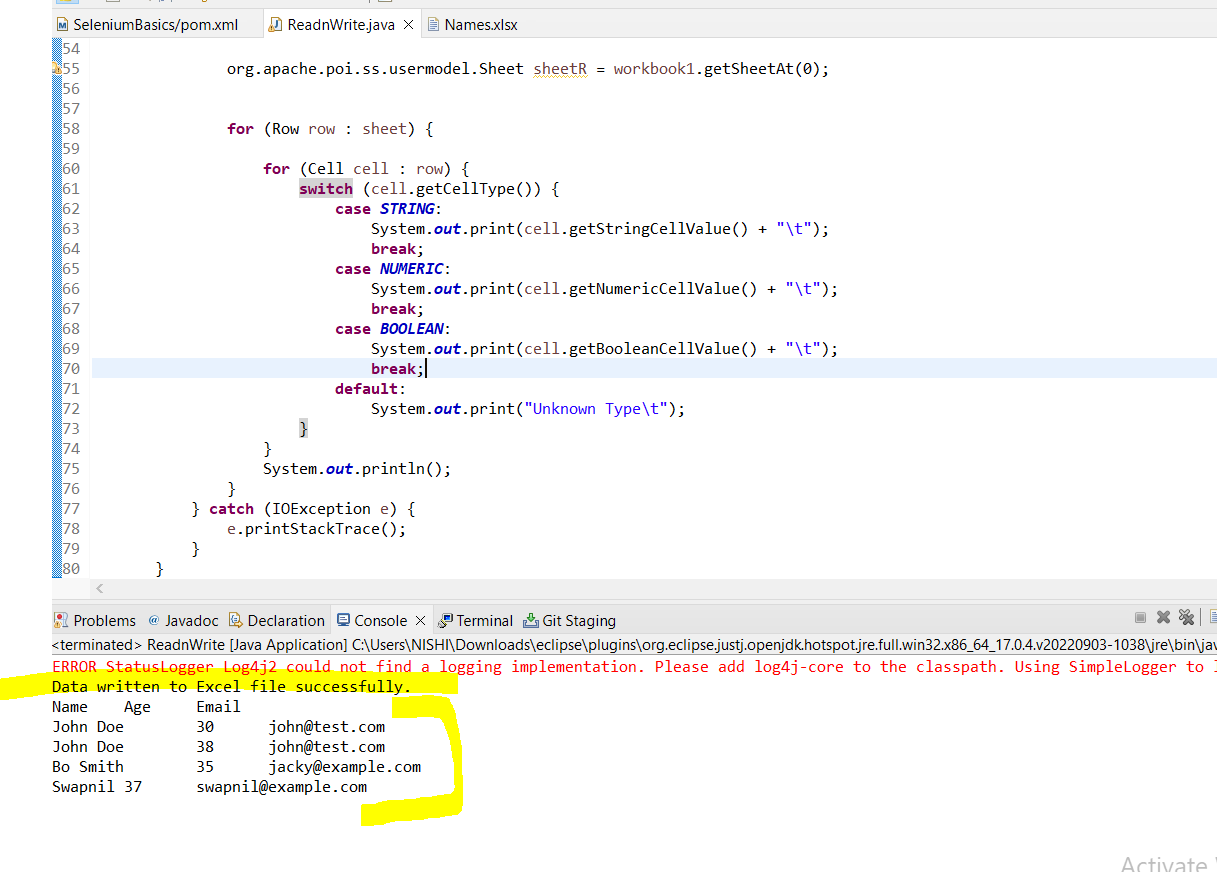 SeleniumBasics/pom.xml ReadnWrite.java Names.xlsx
54
55 org.apache.poi.ss.usermodel.Sheet sheetR = workbook1.getSheetAt(0);
56
57
58 for (Row row : sheet) {
59
60 for (Cell cell : row) {
61 switch (cell.getCellType()) {
62 case STRING:
63 System.out.print(cell.getStringCellValue() + "\t");
64 break;
65 case NUMERIC:
66 System.out.print(cell.getNumericCellValue() + "\t");
67 break;
68 case BOOLEAN:
69 System.out.print(cell.getBooleanCellValue() + "\t");
70 break;
71 default:
72 System.out.print("Unknown Type\t");
73 }
74 }
75 System.out.println();
76 }
77 } catch (IOException e) {
78 e.printStackTrace();
79 }
80 }
Problems @ Javadoc Declaration Console Terminal Git Staging
<terminated> ReadnWrite [Java Application] C:\Users\NISHI\Downloads\eclipse\plugins\org.eclipse.justj.openjdk.hotspot.jre.full.win32.x86_64_17.0.4.v20220903-1038\jre\bin\jav
ERROR StatusLogger Log4j2 could not find a logging implementation. Please add log4j-core to the classpath. Using SimpleLogger to l
Data written to Excel file successfully.
Name Age Email
John Doe 30 john@test.com
John Doe 38 john@test.com
Bo Smith 35 jacky@example.com
Swapnil 37 swapnil@example.com
Activate